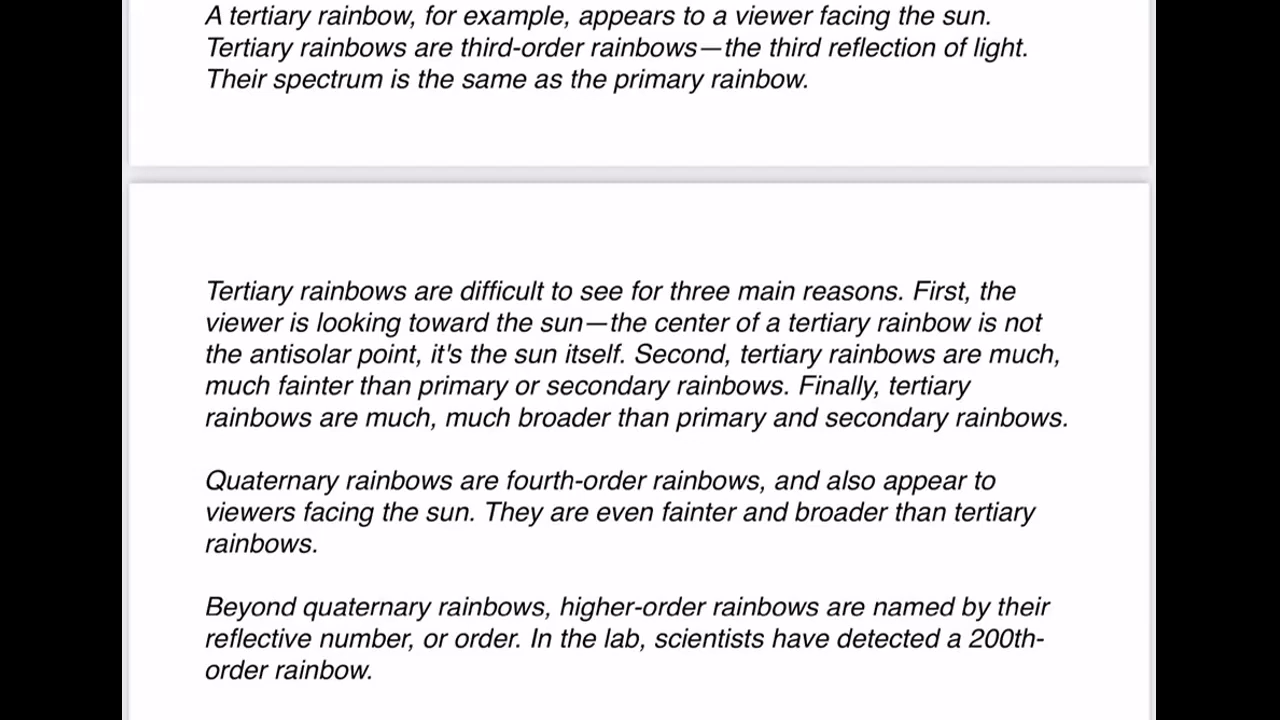 A tertiary rainbow, for example, appears to a viewer facing the sun.
Tertiary rainbows are third-order rainbows—the third reflection of light.
Their spectrum is the same as the primary rainbow.
Tertiary rainbows are difficult to see for three main reasons. First, the
viewer is looking toward the sun—the center of a tertiary rainbow is not
the antisolar point, it's the sun itself. Second, tertiary rainbows are much,
much fainter than primary or secondary rainbows. Finally, tertiary
rainbows are much, much broader than primary and secondary rainbows.
Quaternary rainbows are fourth-order rainbows, and also appear to
viewers facing the sun. They are even fainter and broader than tertiary
rainbows.
Beyond quaternary rainbows, higher-order rainbows are named by their
reflective number, or order. In the lab, scientists have detected a 200th-
order rainbow.